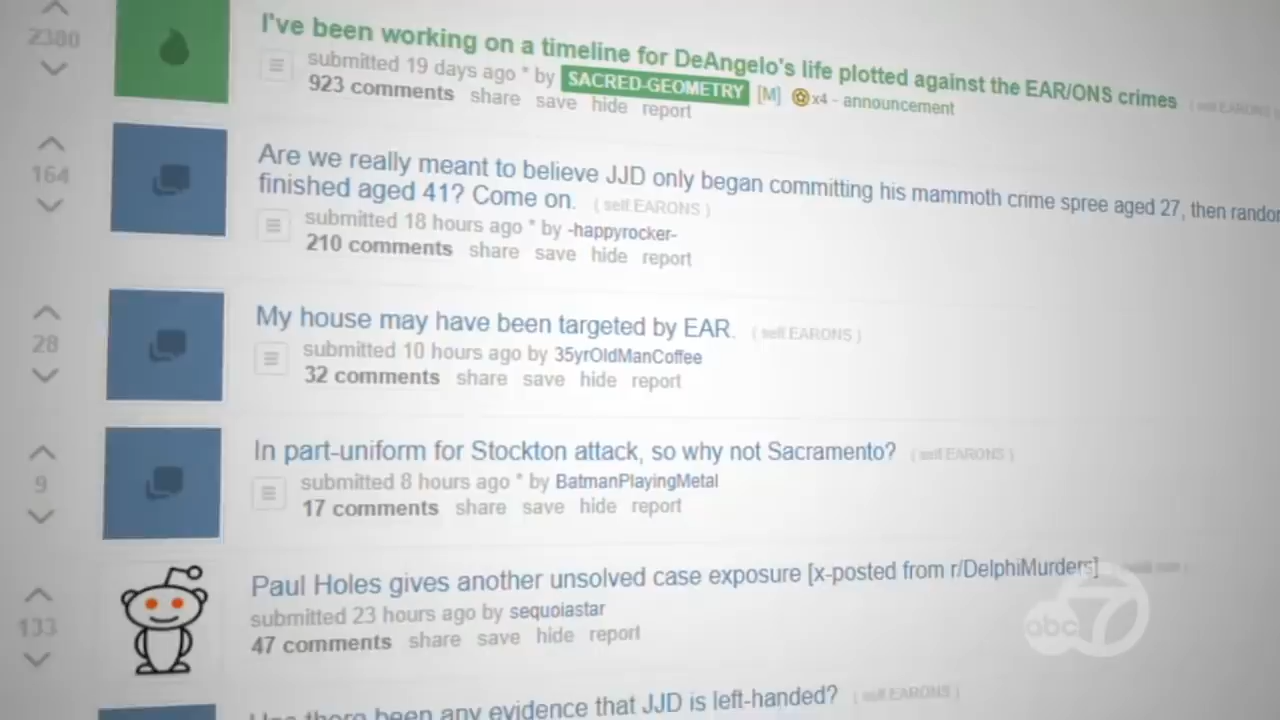 2380
I've been working on a timeline for DeAngelo's life plotted against the EAR/ONS crimes ( self.EARONS )
submitted 19 days ago * by SACRED-GEOMETRY [M] x4 - announcement
923 comments share save hide report
164
Are we really meant to believe JJD only began committing his mammoth crime spree aged 27, then
finished aged 41? Come on. ( self.EARONS )
submitted 18 hours ago * by -happyrocker-
210 comments share save hide report
28
My house may have been targeted by EAR. ( self.EARONS )
submitted 10 hours ago by 35yrOldManCoffee
32 comments share save hide report
9
In part-uniform for Stockton attack, so why not Sacramento? ( self.EARONS )
submitted 8 hours ago * by BatmanPlayingMetal
17 comments share save hide report
133
Paul Holes gives another unsolved case exposure [x-posted from r/DelphiMurders]
submitted 23 hours ago by sequoiastar
47 comments share save hide report
abc 7
there been any evidence that JJD is left-handed? ( self.EARONS )